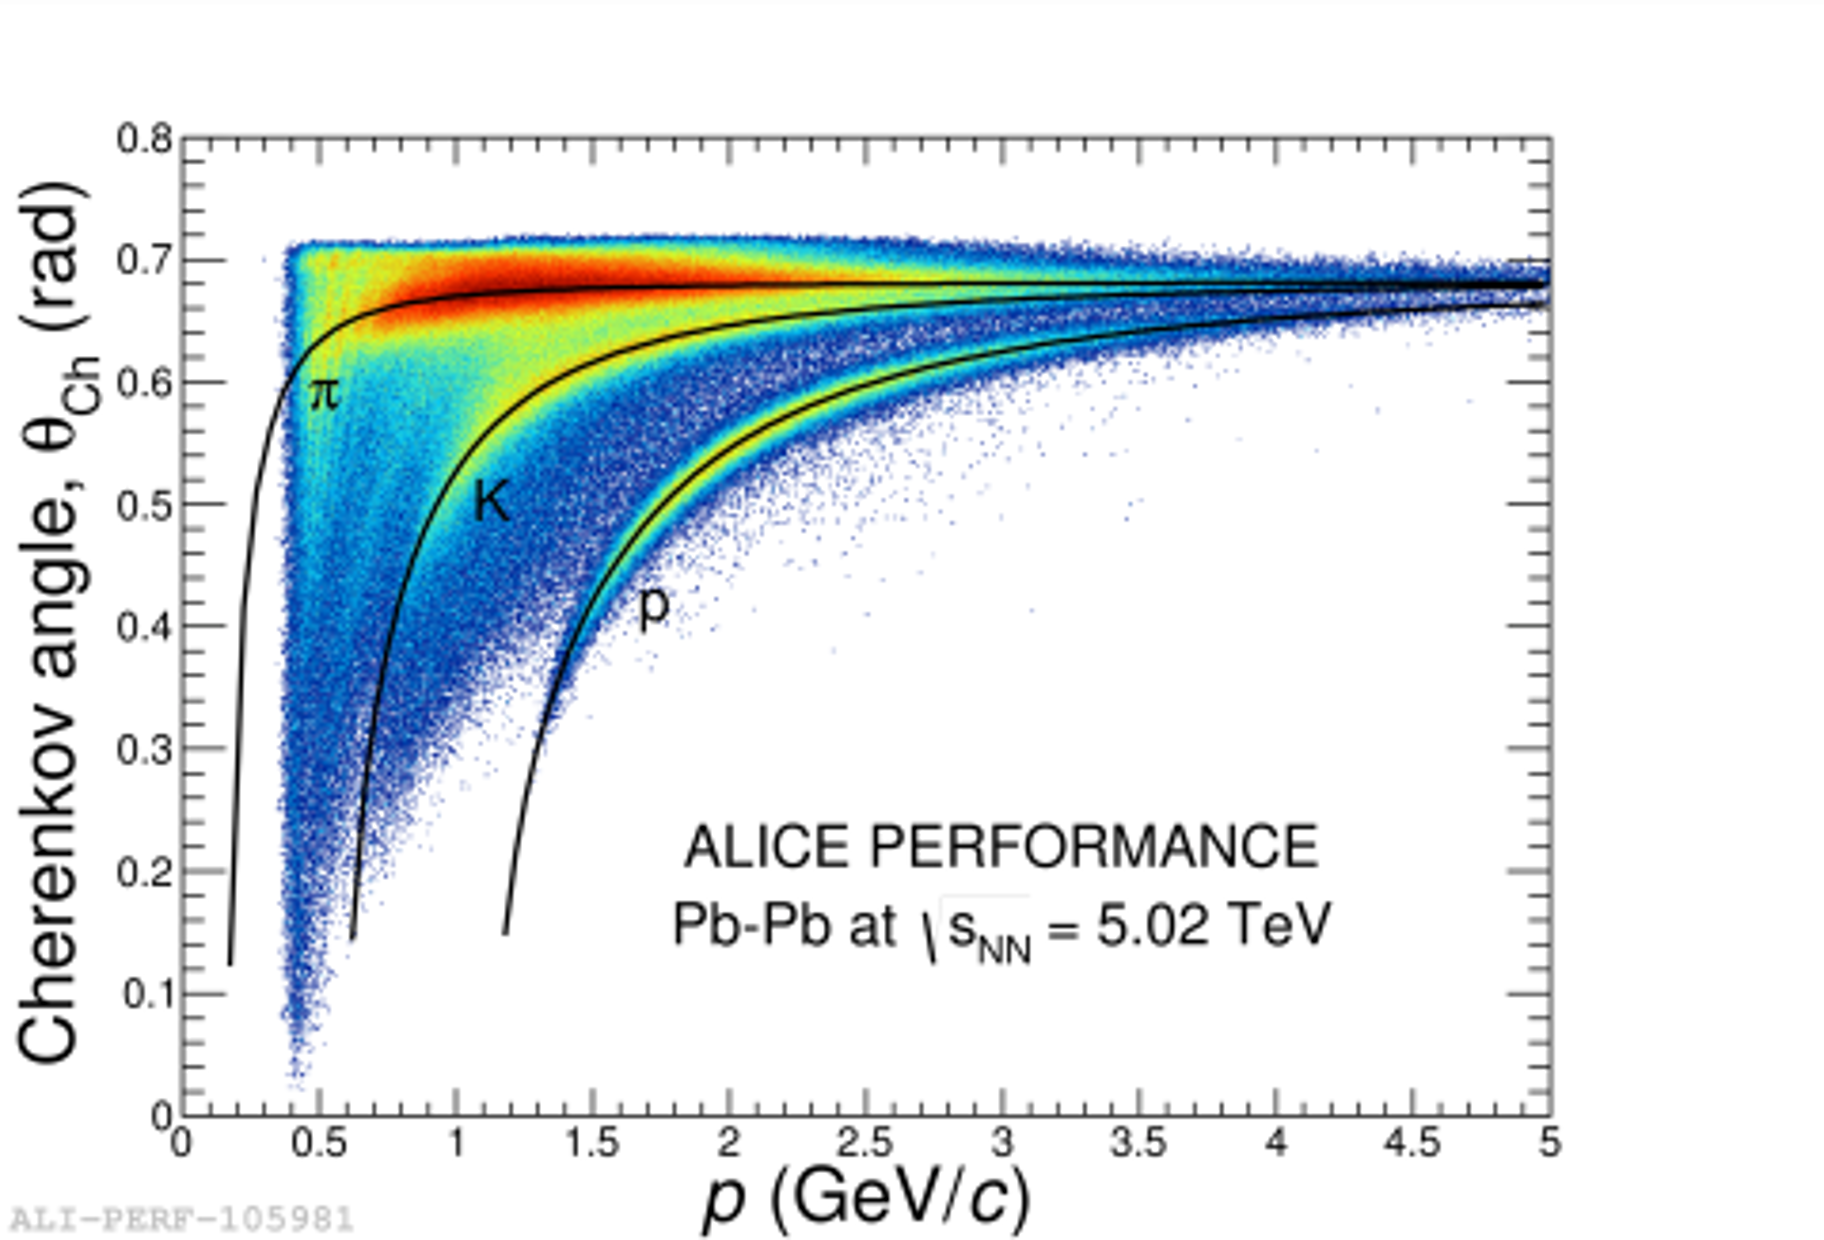 0.8
0.7
0.6
0.5
0.4
0.3
0.2
0.1
0
Cherenkov angle, θCh (rad)
π
K
p
ALICE PERFORMANCE
Pb-Pb at √sNN = 5.02 TeV
0 0.5 1 1.5 2 2.5 3 3.5 4 4.5 5
p (GeV/c)
ALI-PERF-105981